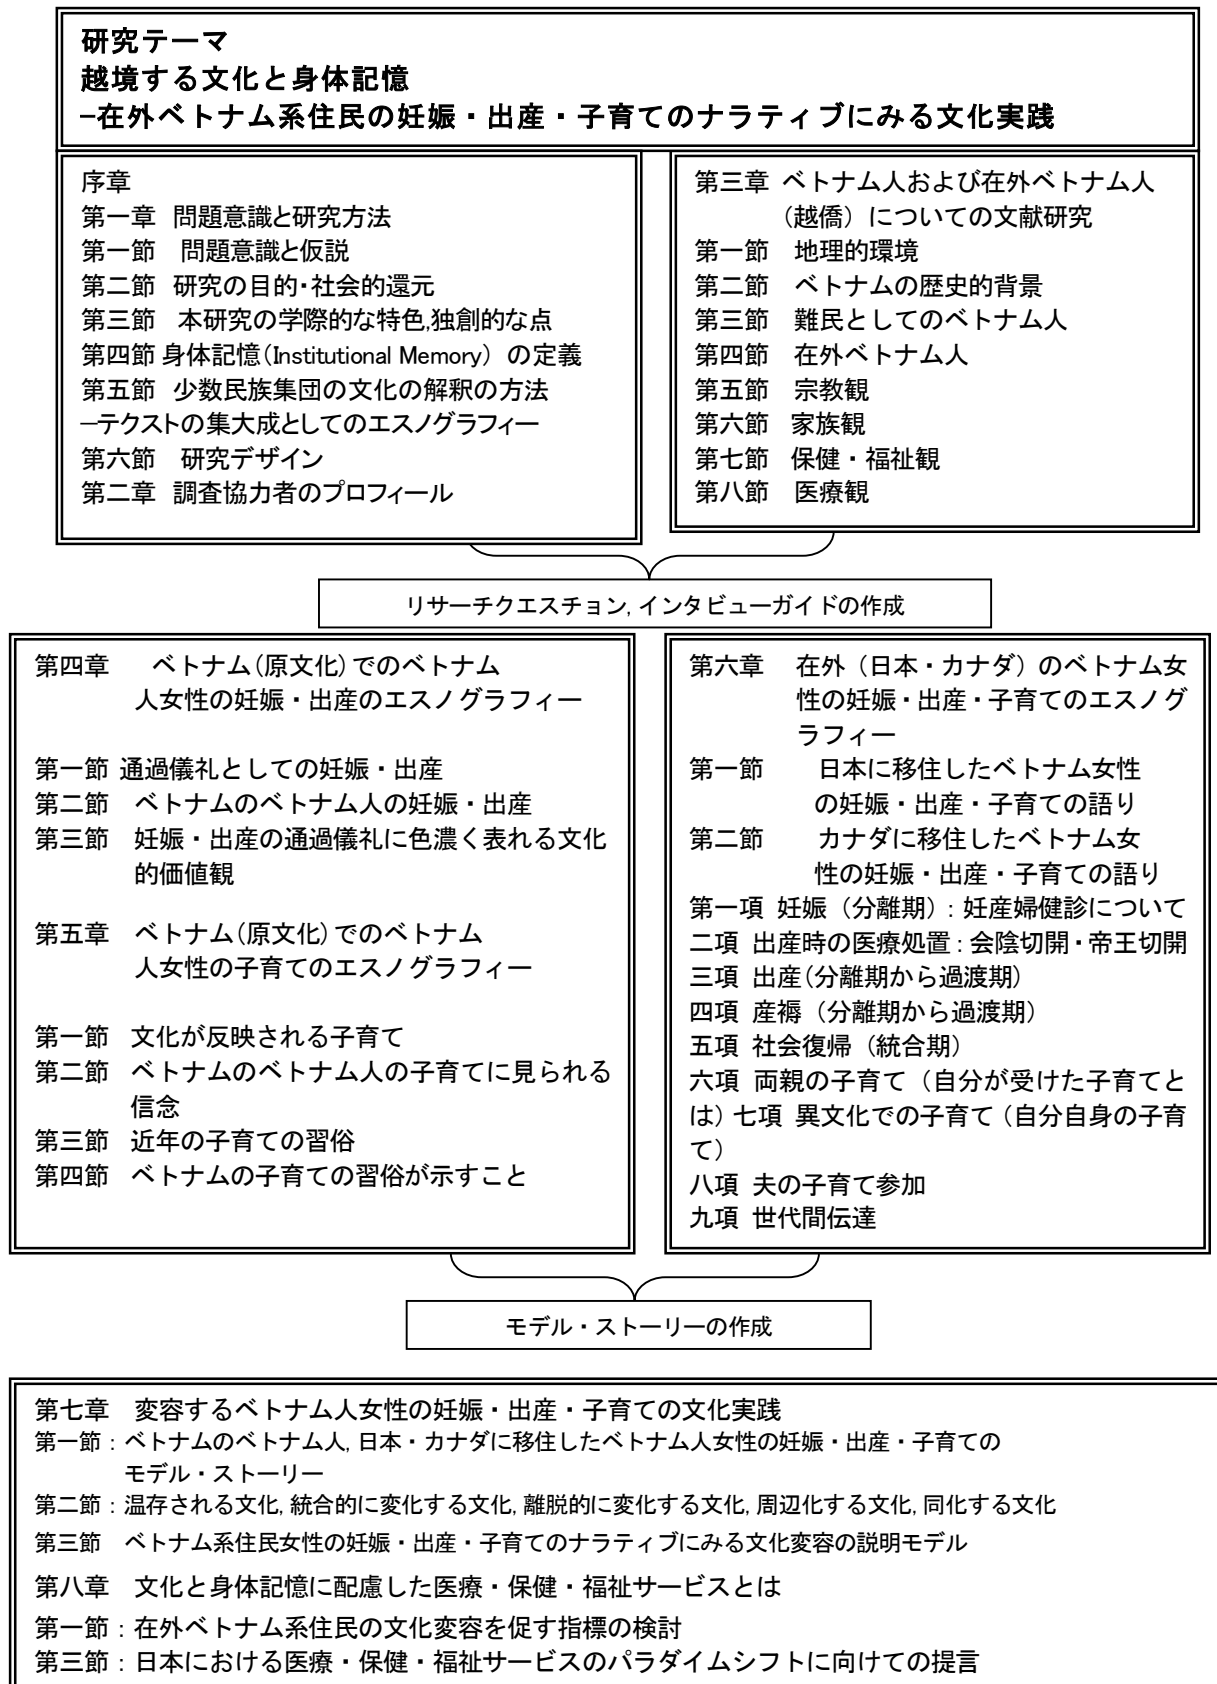 研究テーマ
越境する文化と身体記憶
−在外ベトナム系住民の妊娠・出産・子育てのナラティブにみる文化実践
序章
第一章 問題意識と研究方法
第一節 問題意識と仮説
第二節 研究の目的・社会的還元
第三節 本研究の学際的な特色,独創的な点
第四節 身体記憶(Institutional Memory) の定義
第五節 少数民族集団の文化の解釈の方法
−テクストの集大成としてのエスノグラフィー
第六節 研究デザイン
第二章 調査協力者のプロフィール
第三章 ベトナム人および在外ベトナム人
(越僑)についての文献研究
第一節 地理的環境
第二節 ベトナムの歴史的背景
第三節 難民としてのベトナム人
第四節 在外ベトナム人
第五節 宗教観
第六節 家族観
第七節 保健・福祉観
第八節 医療観
リサーチクエスチョン,インタビューガイドの作成
第四章 ベトナム(原文化)でのベトナム
人女性の妊娠・出産のエスノグラフィー
第一節 通過儀礼としての妊娠・出産
第二節 ベトナムのベトナム人の妊娠・出産
第三節 妊娠・出産の通過儀礼に色濃く表れる文化
的価値観
第五章 ベトナム(原文化)でのベトナム
人女性の子育てのエスノグラフィー
第一節 文化が反映される子育て
第二節 ベトナムのベトナム人の子育てに見られる
信念
第三節 近年の子育ての習俗
第四節 ベトナムの子育ての習俗が示すこと
第六章 在外(日本・カナダ)のベトナム女
性の妊娠・出産・子育てのエスノグ
ラフィー
第一節 日本に移住したベトナム女性
の妊娠・出産・子育ての語り
第二節 カナダに移住したベトナム女
性の妊娠・出産・子育ての語り
第一項 妊娠(分離期):妊産婦健診について
二項 出産時の医療処置:会陰切開・帝王切開
三項 出産(分離期から過渡期)
四項 産褥(分離期から過渡期)
五項 社会復帰(統合期)
六項 両親の子育て(自分が受けた子育てと
は)七項 異文化での子育て(自分自身の子育
て)
八項 夫の子育て参加
九項 世代間伝達
モデル・ストーリーの作成
第七章 変容するベトナム人女性の妊娠・出産・子育ての文化実践
第一節:ベトナムのベトナム人,日本・カナダに移住したベトナム人女性の妊娠・出産・子育ての
モデル・ストーリー
第二節:温存される文化,統合的に変化する文化,離脱的に変化する文化,周辺化する文化,同化する文化
第三節 ベトナム系住民女性の妊娠・出産・子育てのナラティブにみる文化変容の説明モデル
第八章 文化と身体記憶に配慮した医療・保健・福祉サービスとは
第一節:在外ベトナム系住民の文化変容を促す指標の検討
第三節:日本における医療・保健・福祉サービスのパラダイムシフトに向けての提言